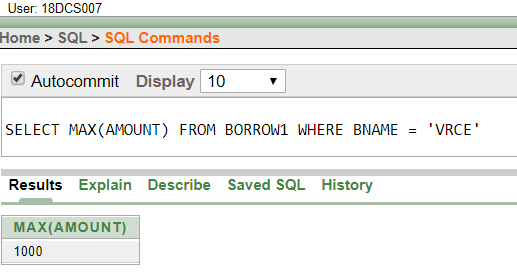 User: 18DCS007
Home > SQL > SQL Commands
Autocommit Display 10
SELECT MAX(AMOUNT) FROM BORROW1 WHERE BNAME = 'VRCE'
Results Explain Describe Saved SQL History
MAX(AMOUNT)
1000